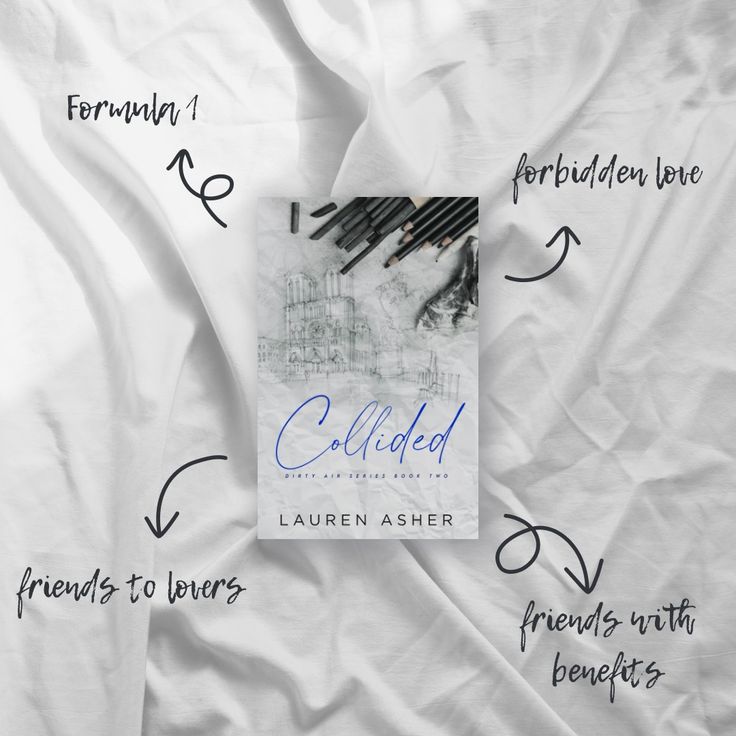 Formula 1
forbidden love
Collided
DIRTY AIR SERIES BOOK TWO
LAUREN ASHER
friends to lovers
friends with
benefits